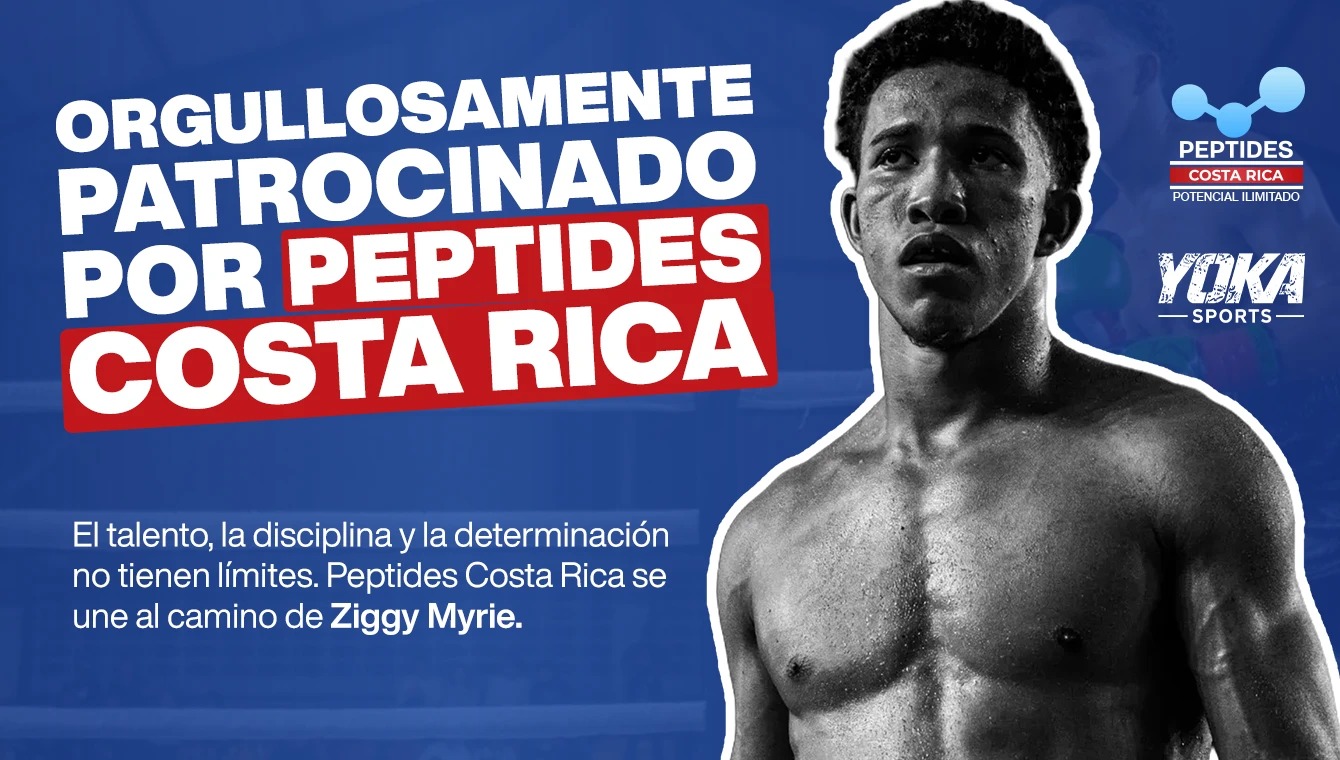 ORGULLOSAMENTE
PATROCINADO
POR PEPTIDES
COSTA RICA
El talento, la disciplina y la determinación
no tienen límites. Peptides Costa Rica se
une al camino de Ziggy Myrie.
PEPTIDES
COSTA RICA
POTENCIAL ILIMITADO
YOKA
SPORTS